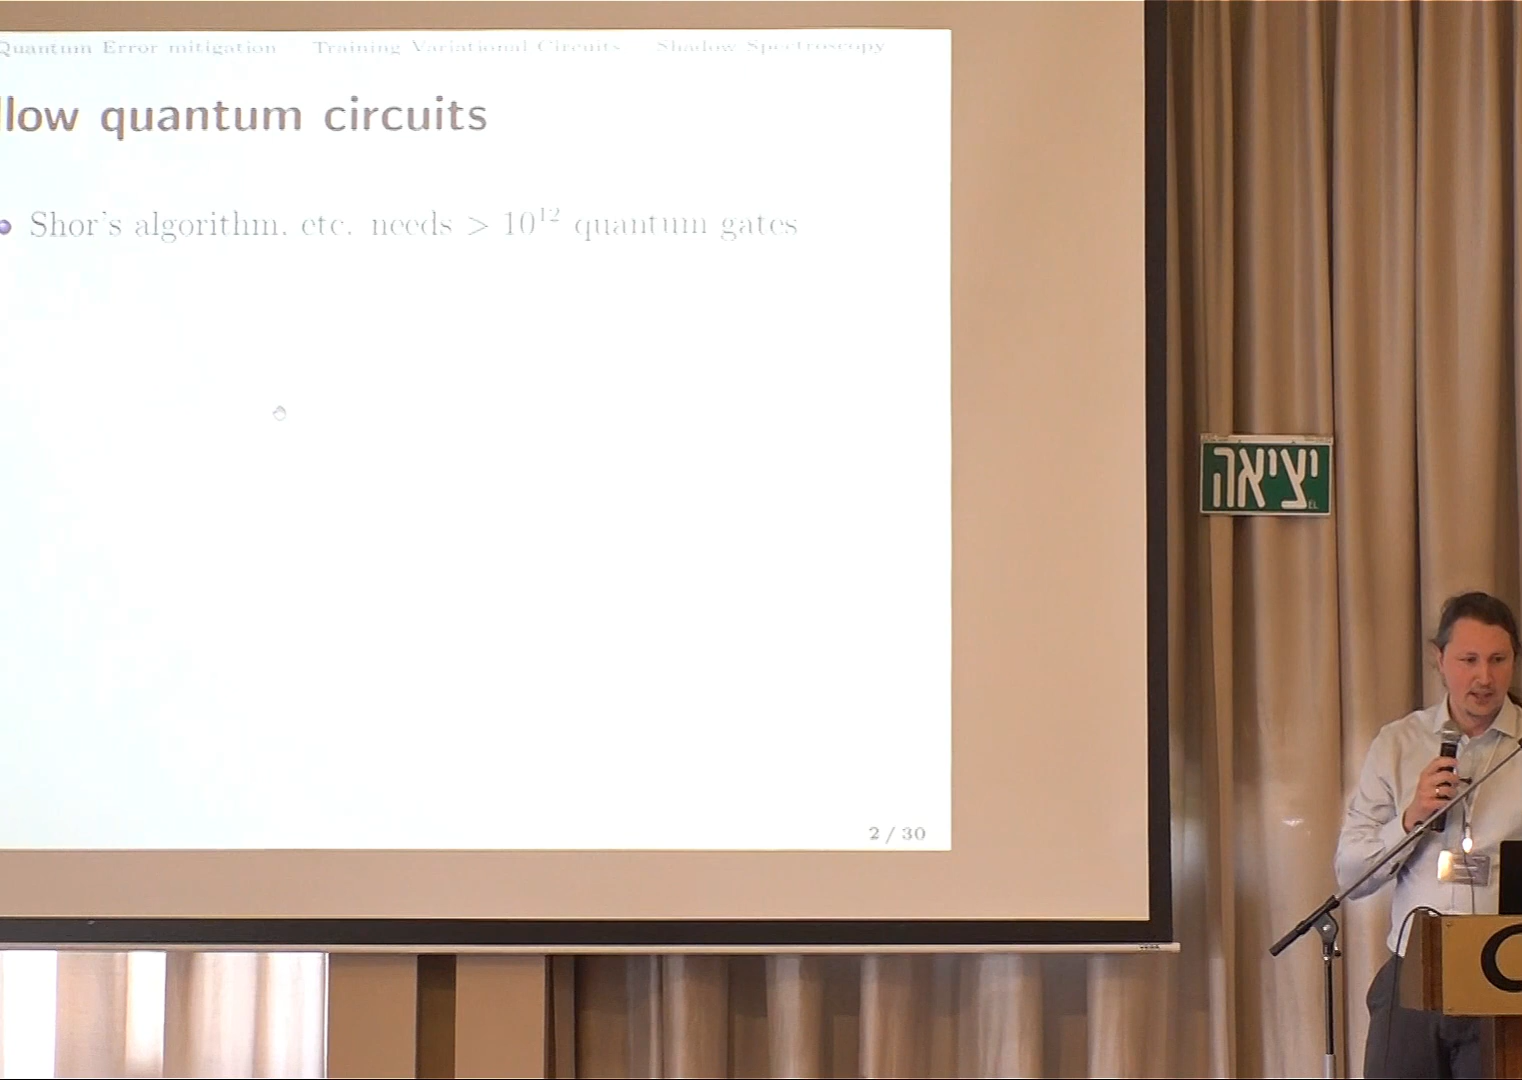 Quantum Error mitigation Training Variational Circuits Shadow Spectroscopy
llow quantum circuits
Shor's algorithm, etc. needs > 10¹² quantum gates
2 / 30
יציאה